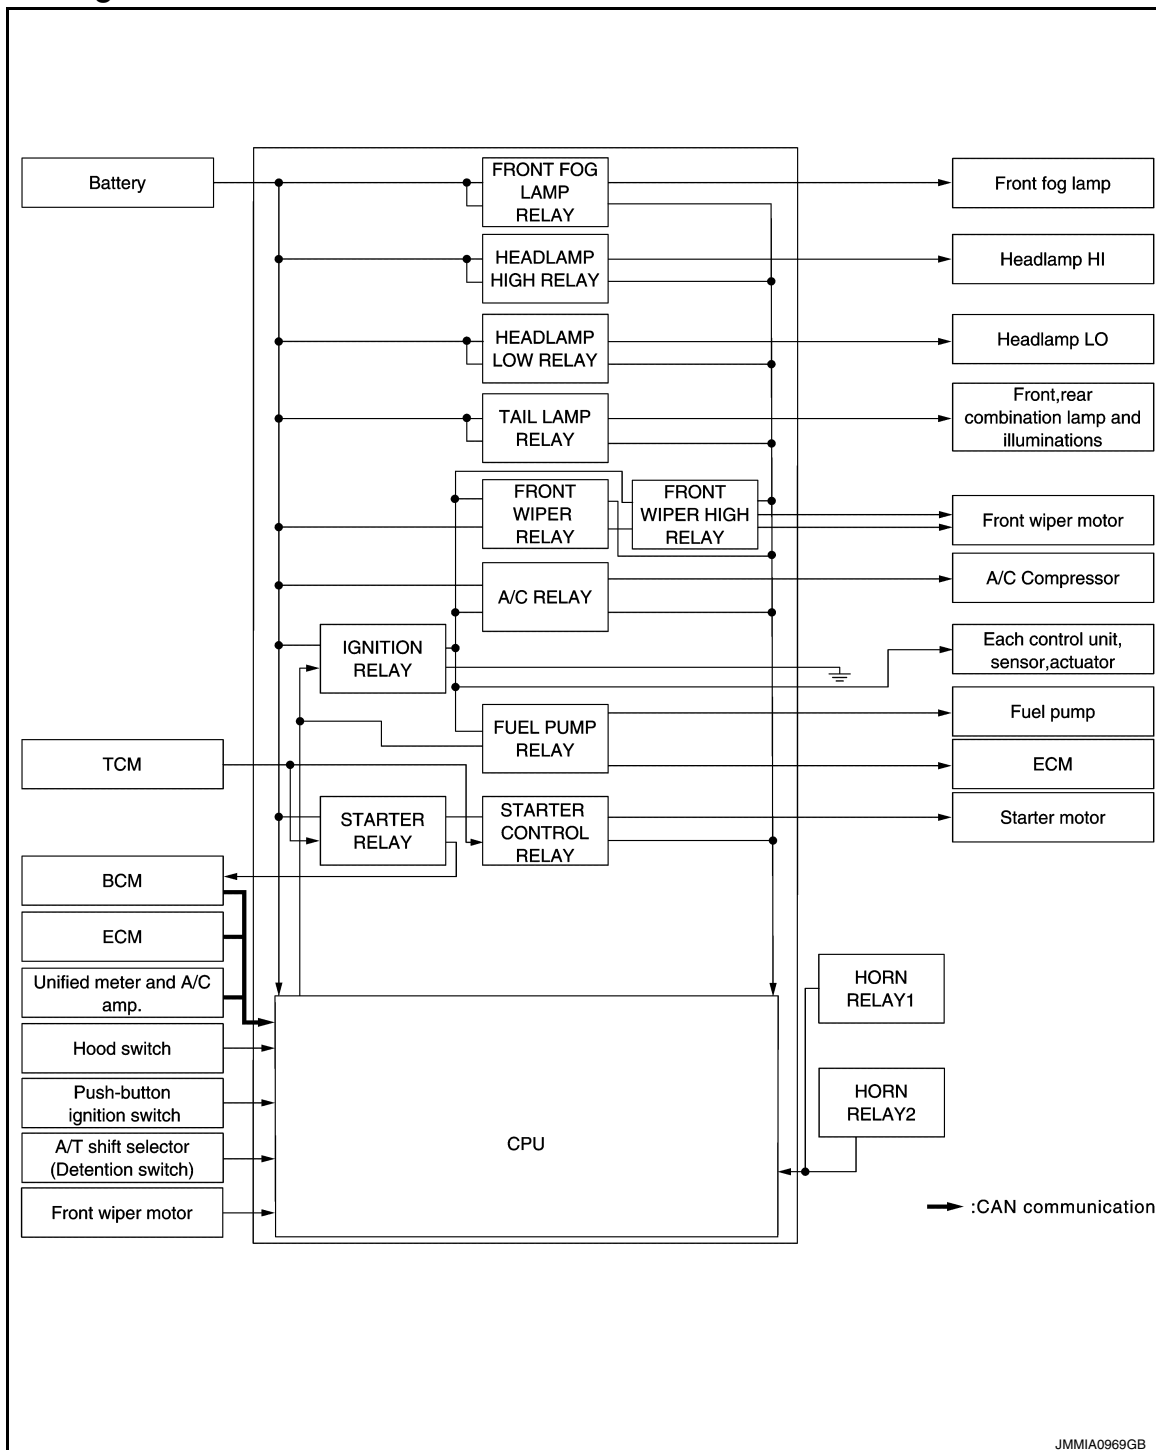 Battery
FRONT FOG
LAMP
RELAY
Front fog lamp
HEADLAMP
HIGH RELAY
Headlamp HI
HEADLAMP
LOW RELAY
Headlamp LO
TAIL LAMP
RELAY
Front,rear
combination lamp and
illuminations
FRONT
WIPER
RELAY
FRONT
WIPER HIGH
RELAY
Front wiper motor
A/C RELAY
A/C Compressor
IGNITION
RELAY
Each control unit,
sensor,actuator
FUEL PUMP
RELAY
Fuel pump
TCM
ECM
STARTER
RELAY
STARTER
CONTROL
RELAY
Starter motor
BCM
ECM
Unified meter and A/C
amp.
HORN
RELAY1
Hood switch
Push-button
ignition switch
HORN
RELAY2
A/T shift selector
(Detention switch)
CPU
Front wiper motor
:CAN communication
JMMIA0969GB